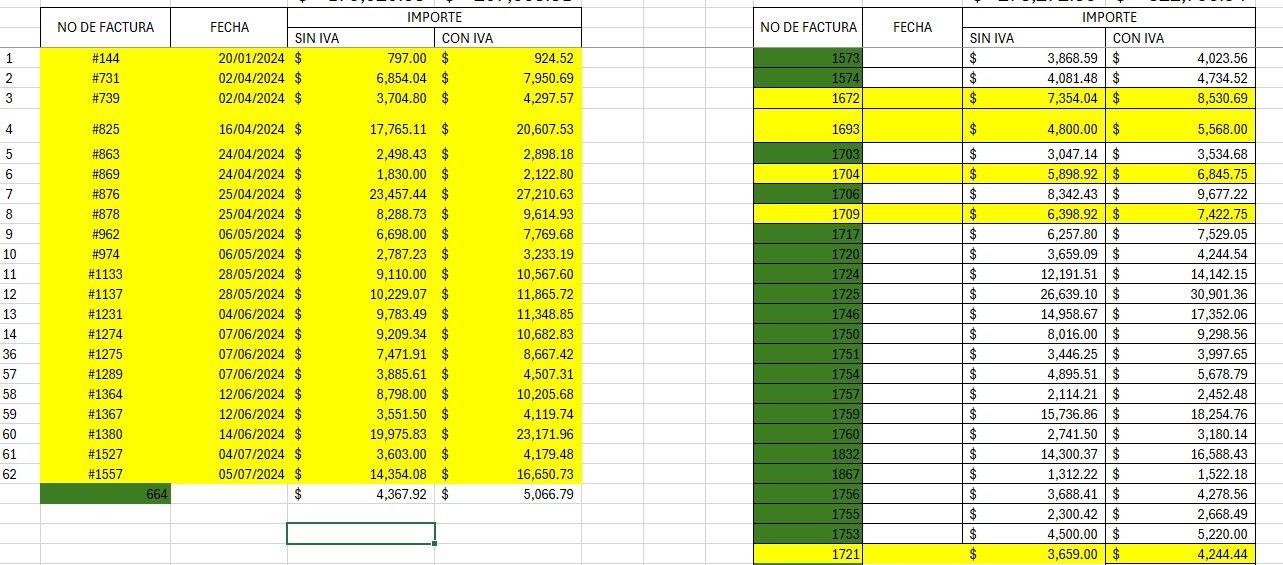 IMPORTE IMPORTE
NO DE FACTURA FECHA NO DE FACTURA FECHA
SIN IVA CON IVA SIN IVA CON IVA
1 #144 20/01/2024 $ 797.00 $ 924.52 1573 $ 3,868.59 $ 4,023.56
2 #731 02/04/2024 $ 6,854.04 $ 7,950.69 1574 $ 4,081.48 $ 4,734.52
3 #739 02/04/2024 $ 3,704.80 $ 4,297.57 1672 $ 7,354.04 $ 8,530.69
4 #825 16/04/2024 $ 17,765.11 $ 20,607.53 1693 $ 4,800.00 $ 5,568.00
5 #863 24/04/2024 $ 2,498.43 $ 2,898.18 1703 $ 3,047.14 $ 3,534.68
6 #869 24/04/2024 $ 1,830.00 $ 2,122.80 1704 $ 5,898.92 $ 6,845.75
7 #876 25/04/2024 $ 23,457.44 $ 27,210.63 1706 $ 8,342.43 $ 9,677.22
8 #878 25/04/2024 $ 8,288.73 $ 9,614.93 1709 $ 6,398.92 $ 7,422.75
9 #962 06/05/2024 $ 6,698.00 $ 7,769.68 1717 $ 6,257.80 $ 7,529.05
10 #974 06/05/2024 $ 2,787.23 $ 3,233.19 1720 $ 3,659.09 $ 4,244.54
11 #1133 28/05/2024 $ 9,110.00 $ 10,567.60 1724 $ 12,191.51 $ 14,142.15
12 #1137 28/05/2024 $ 10,229.07 $ 11,865.72 1725 $ 26,639.10 $ 30,901.36
13 #1231 04/06/2024 $ 9,783.49 $ 11,348.85 1746 $ 14,958.67 $ 17,352.06
14 #1274 07/06/2024 $ 9,209.34 $ 10,682.83 1750 $ 8,016.00 $ 9,298.56
36 #1275 07/06/2024 $ 7,471.91 $ 8,667.42 1751 $ 3,446.25 $ 3,997.65
57 #1289 07/06/2024 $ 3,885.61 $ 4,507.31 1754 $ 4,895.51 $ 5,678.79
58 #1364 12/06/2024 $ 8,798.00 $ 10,205.68 1757 $ 2,114.21 $ 2,452.48
59 #1367 12/06/2024 $ 3,551.50 $ 4,119.74 1759 $ 15,736.86 $ 18,254.76
60 #1380 14/06/2024 $ 19,975.83 $ 23,171.96 1760 $ 2,741.50 $ 3,180.14
61 #1527 04/07/2024 $ 3,603.00 $ 4,179.48 1832 $ 14,300.37 $ 16,588.43
62 #1557 05/07/2024 $ 14,354.08 $ 16,650.73 1867 $ 1,312.22 $ 1,522.18
664 $ 4,367.92 $ 5,066.79 1756 $ 3,688.41 $ 4,278.56
1755 $ 2,300.42 $ 2,668.49
1753 $ 4,500.00 $ 5,220.00
1721 $ 3,659.00 $ 4,244.44